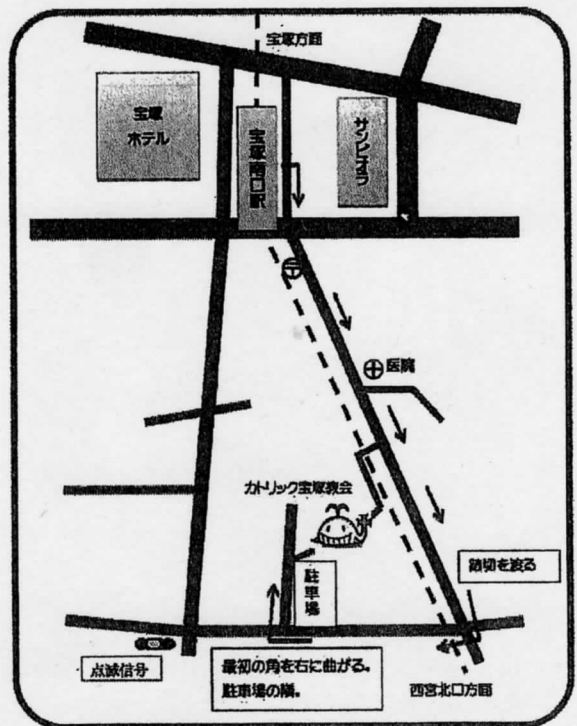 宝塚方面
宝塚
ホテル
宝塚南口駅
サンビオラ
〒
医院
カトリック宝塚教会
駐車場
踏切を渡る
点滅信号
最初の角を右に曲がる。
駐車場の隣。
西宮北口方面